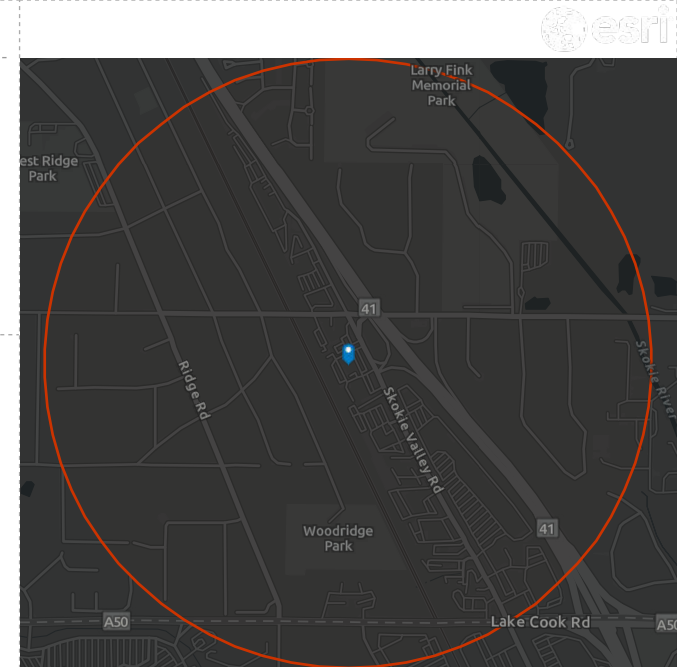 esri
Larry Fink
Memorial
Park
est Ridge
Park
41
Ridge Rd
Skokie River
Skokie Valley Rd
41
Woodridge
Park
A50
Lake Cook Rd
A50